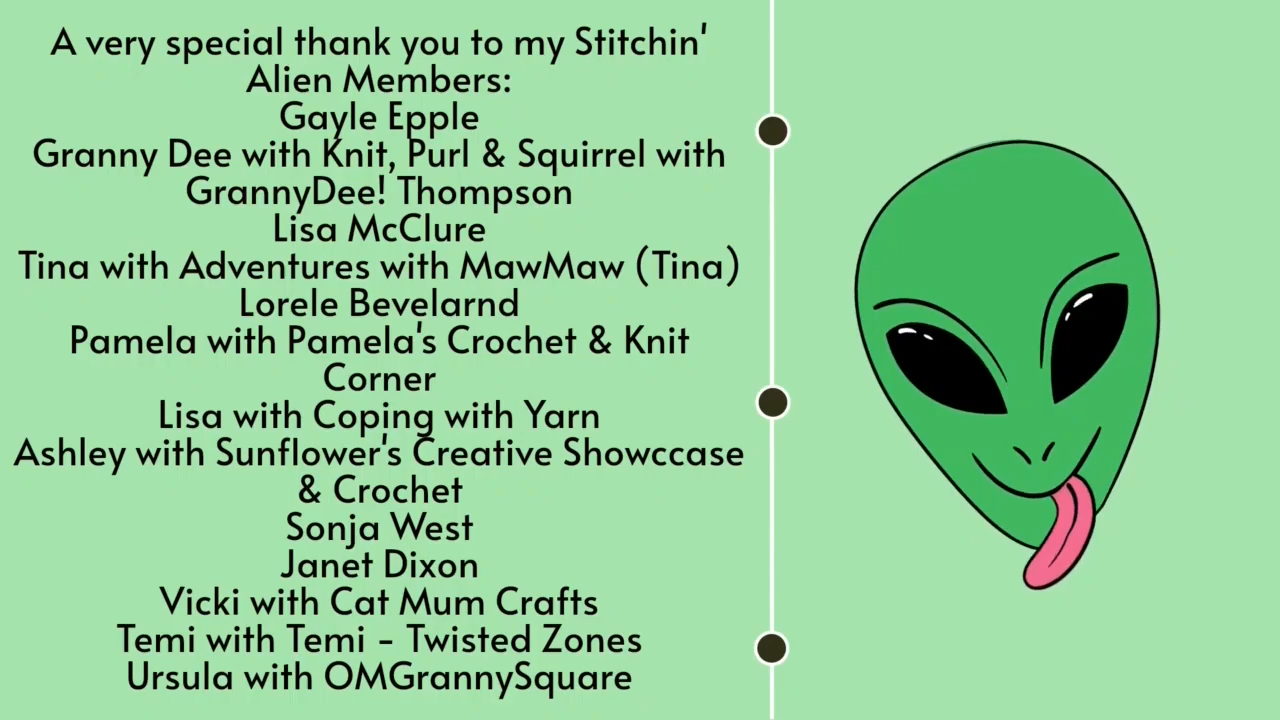 A very special thank you to my Stitchin'
Alien Members:
Gayle Epple
Granny Dee with Knit, Purl & Squirrel with
GrannyDee! Thompson
Lisa McClure
Tina with Adventures with MawMaw (Tina)
Lorele Bevelarnd
Pamela with Pamela's Crochet & Knit
Corner
Lisa with Coping with Yarn
Ashley with Sunflower's Creative Showccase
& Crochet
Sonja West
Janet Dixon
Vicki with Cat Mum Crafts
Temi with Temi - Twisted Zones
Ursula with OMGrannySquare